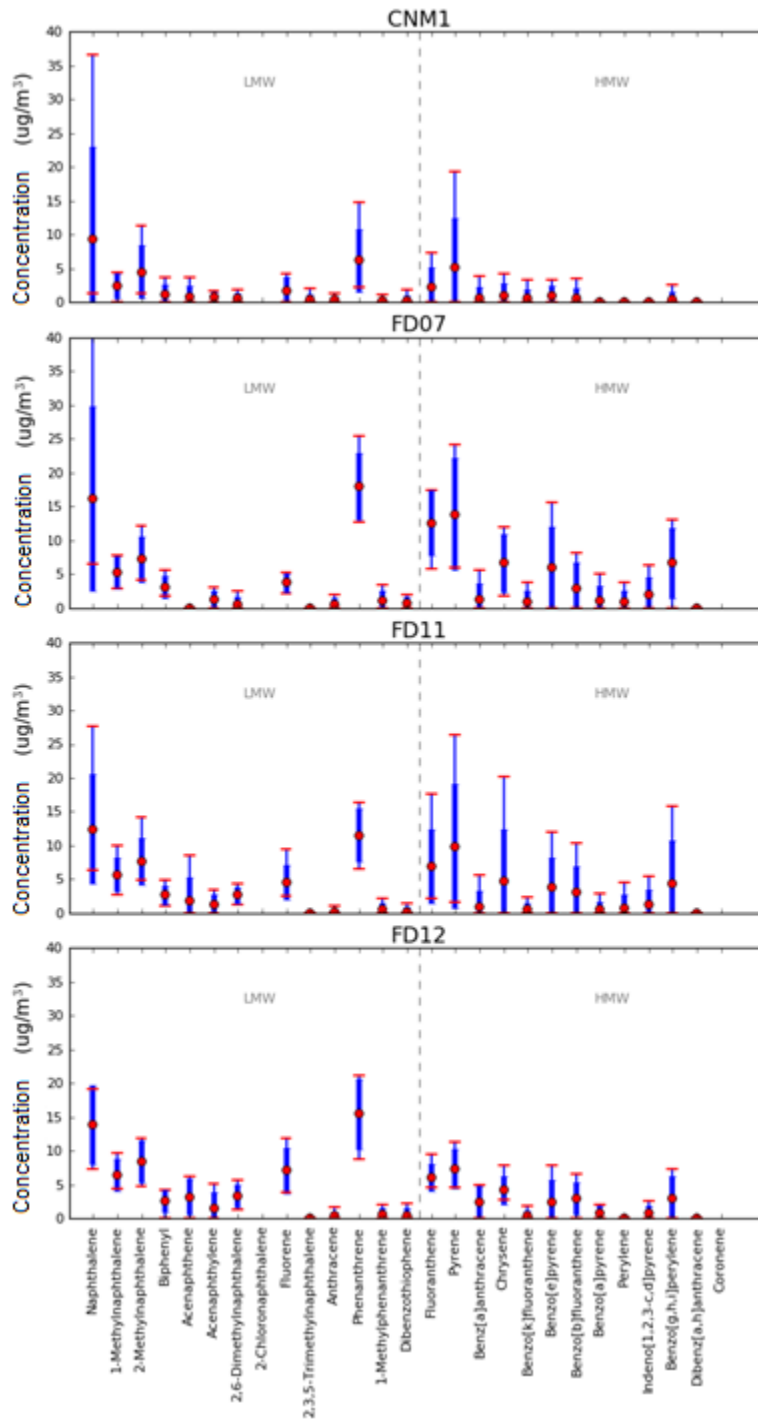 CNM1
40
35
30
25
20
15
10
5
0
Concentration (ug/m³)
LMW
HMW
FD07
40
35
30
25
20
15
10
5
0
Concentration (ug/m³)
LMW
HMW
FD11
40
35
30
25
20
15
10
5
0
Concentration (ug/m³)
LMW
HMW
FD12
40
35
30
25
20
15
10
5
0
Concentration (ug/m³)
LMW
HMW
Naphthalene
1-Methylnaphthalene
2-Methylnaphthalene
Biphenyl
Acenaphthene
Acenaphthylene
2,6-Dimethylnaphthalene
2-Chloronaphthalene
Fluorene
2,3,5-Trimethylnaphthalene
Anthracene
Phenanthrene
1-Methylphenanthrene
Dibenzothiophene
Fluoranthene
Pyrene
Benz[a]anthracene
Chrysene
Benzo[k]fluoranthene
Benzo[e]pyrene
Benzo[b]fluoranthene
Benzo[a]pyrene
Perylene
Indeno[1,2,3-c,d]pyrene
Benzo[g,h,i]perylene
Dibenz[a,h]anthracene
Coronene